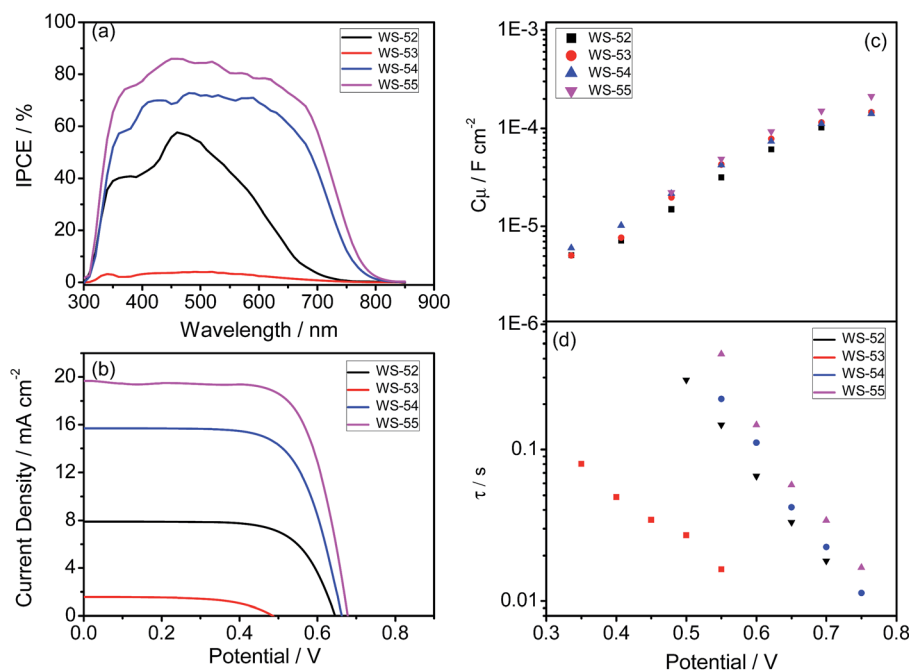 (a)
WS-52
WS-53
WS-54
WS-55
IPCE / %
100
80
60
40
20
0
300 400 500 600 700 800 900
Wavelength / nm
(b)
WS-52
WS-53
WS-54
WS-55
Current Density / mA cm⁻²
20
16
12
8
4
0
0.0 0.2 0.4 0.6 0.8
Potential / V
(c)
WS-52
WS-53
WS-54
WS-55
Cμ / F cm⁻²
1E-3
1E-4
1E-5
1E-6
(d)
WS-52
WS-53
WS-54
WS-55
τ / s
0.1
0.01
0.3 0.4 0.5 0.6 0.7 0.8
Potential / V